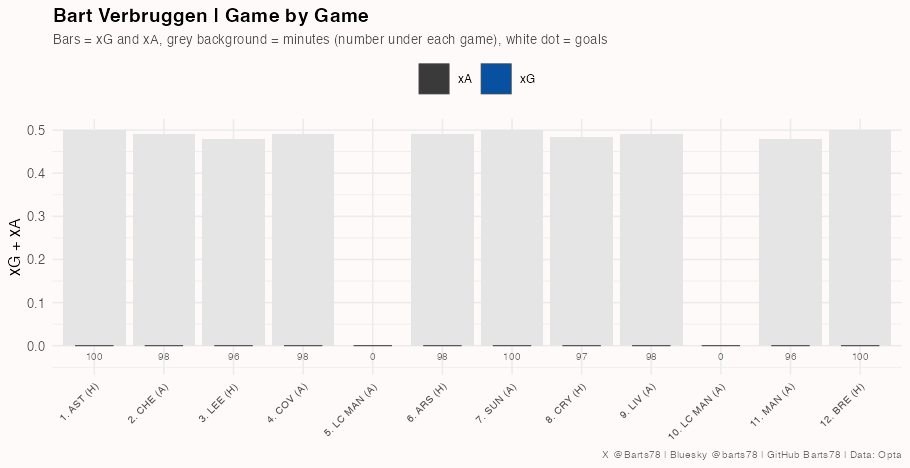 Bart Verbruggen | Game by Game
Bars = xG and xA, grey background = minutes (number under each game), white dot = goals
xA xG
xG + xA
0.5
0.4
0.3
0.2
0.1
0.0
100 98 96 98 0 98 100 97 98 0 96 100
1. AST (H) 2. CHE (A) 3. LEE (H) 4. COV (A) 5. LC MAN (A) 6. ARS (H) 7. SUN (A) 8. CRY (H) 9. LIV (A) 10. LC MAN (A) 11. MAN (A) 12. BRE (H)
X @Barts78 | Bluesky @barts78 | GitHub Barts78 | Data: Opta